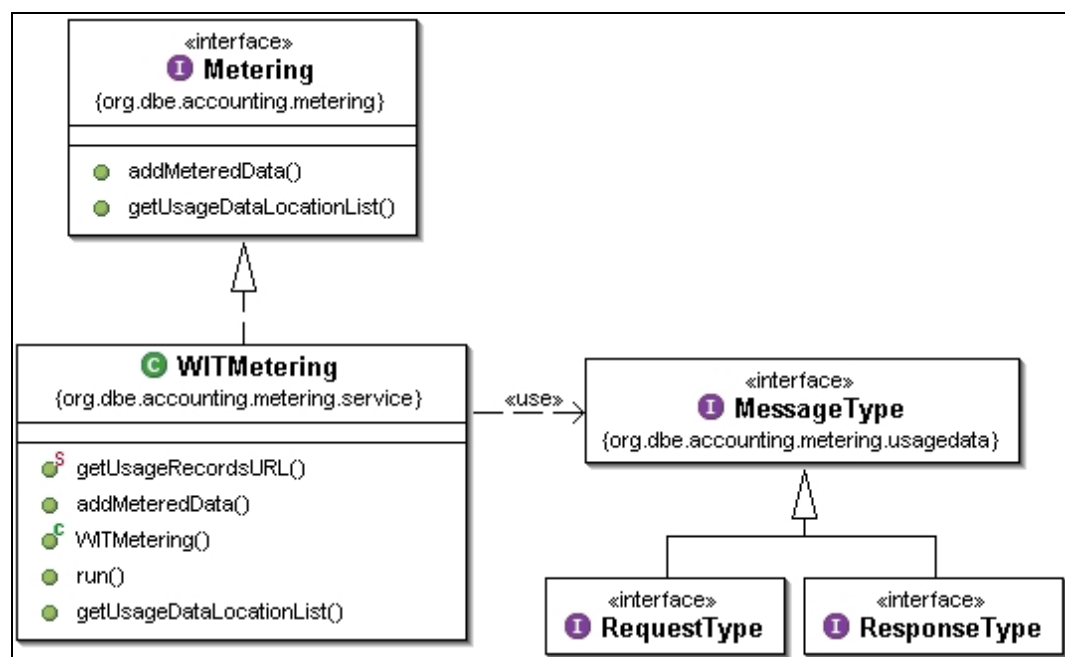 «interface»
I Metering
{org.dbe.accounting.metering}
addMeteredData()
getUsageDataLocationList()
C WITMetering
{org.dbe.accounting.metering.service}
S getUsageRecordsURL()
addMeteredData()
C WITMetering()
run()
getUsageDataLocationList()
«use»
«interface»
I MessageType
{org.dbe.accounting.metering.usagedata}
«interface»
I RequestType
«interface»
I ResponseType